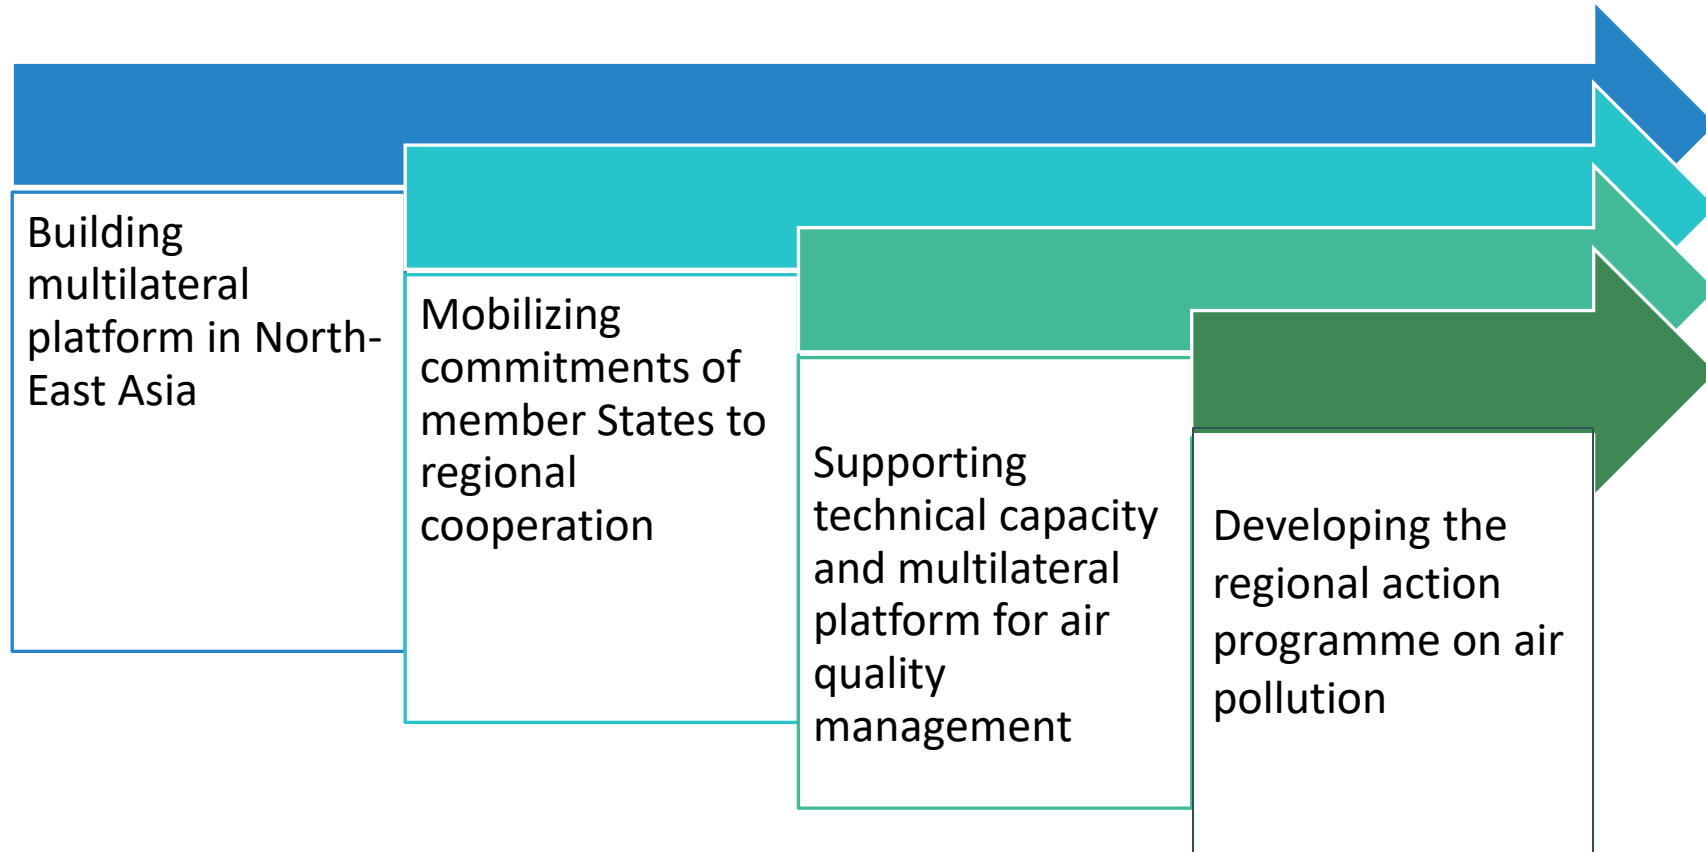 Building
multilateral
platform in North-
East Asia
Mobilizing
commitments of
member States to
regional
cooperation
Supporting
technical capacity
and multilateral
platform for air
quality
management
Developing the
regional action
programme on air
pollution